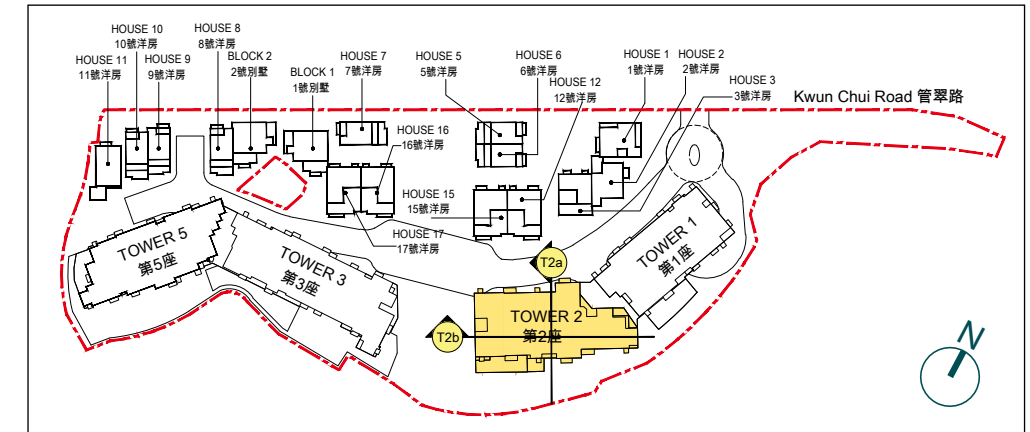 HOUSE 10
10號洋房
HOUSE 8
8號洋房
HOUSE 11
11號洋房
HOUSE 9
9號洋房
BLOCK 2
2號別墅
BLOCK 1
1號別墅
HOUSE 7
7號洋房
HOUSE 5
5號洋房
HOUSE 6
6號洋房
HOUSE 12
12號洋房
HOUSE 1
1號洋房
HOUSE 2
2號洋房
HOUSE 3
3號洋房
Kwun Chui Road 管翠路
HOUSE 16
16號洋房
HOUSE 15
15號洋房
HOUSE 17
17號洋房
TOWER 5
第5座
TOWER 3
第3座
TOWER 1
第1座
T2a
TOWER 2
第2座
T2b
N